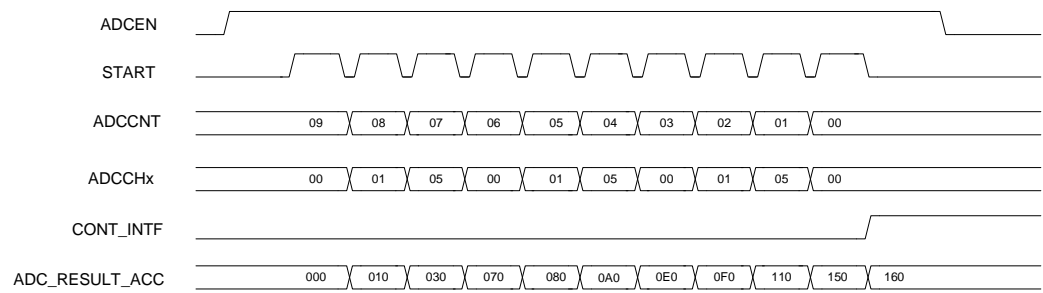 ADCEN
START
ADCCNT 09 08 07 06 05 04 03 02 01 00
ADCCHx 00 01 05 00 01 05 00 01 05 00
CONT_INTF
ADC_RESULT_ACC 000 010 030 070 080 0A0 0E0 0F0 110 150 160